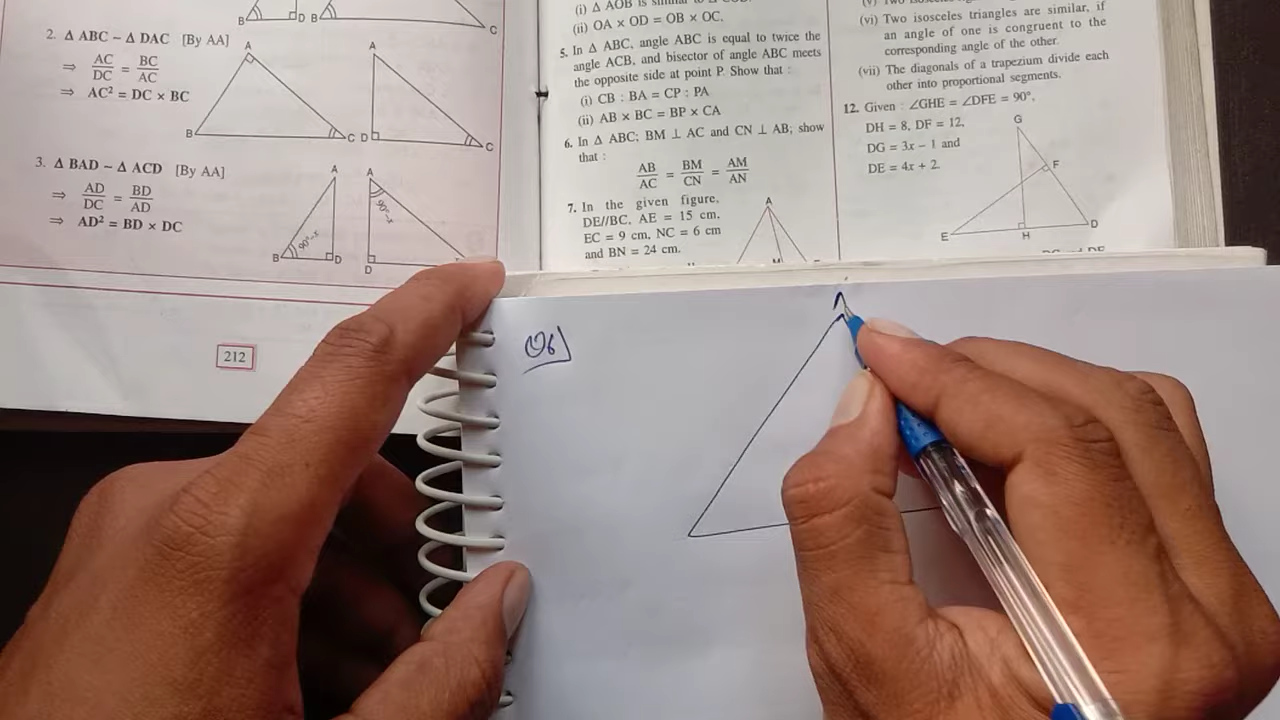 B D B C
2. Δ ABC ~ Δ DAC [By AA]
⇒ AC/DC = BC/AC
⇒ AC² = DC × BC
A A
B C D C
3. Δ BAD ~ Δ ACD [By AA]
⇒ AD/DC = BD/AD
⇒ AD² = BD × DC
A A
90°–x 90°–x
B D D
212
(ii) OA × OD = OB × OC.
5. In Δ ABC, angle ABC is equal to twice the
angle ACB, and bisector of angle ABC meets
the opposite side at point P. Show that :
(i) CB : BA = CP : PA
(ii) AB × BC = BP × CA
6. In Δ ABC; BM ⊥ AC and CN ⊥ AB; show
that :
AB/AC = BM/CN = AM/AN
7. In the given figure,
DE//BC, AE = 15 cm,
EC = 9 cm, NC = 6 cm
and BN = 24 cm.
A
(vi) Two isosceles triangles are similar, if
an angle of one is congruent to the
corresponding angle of the other.
(vii) The diagonals of a trapezium divide each
other into proportional segments.
12. Given : ∠GHE = ∠DFE = 90°,
DH = 8, DF = 12,
DG = 3x – 1 and
DE = 4x + 2.
G
F
E H D
Q6